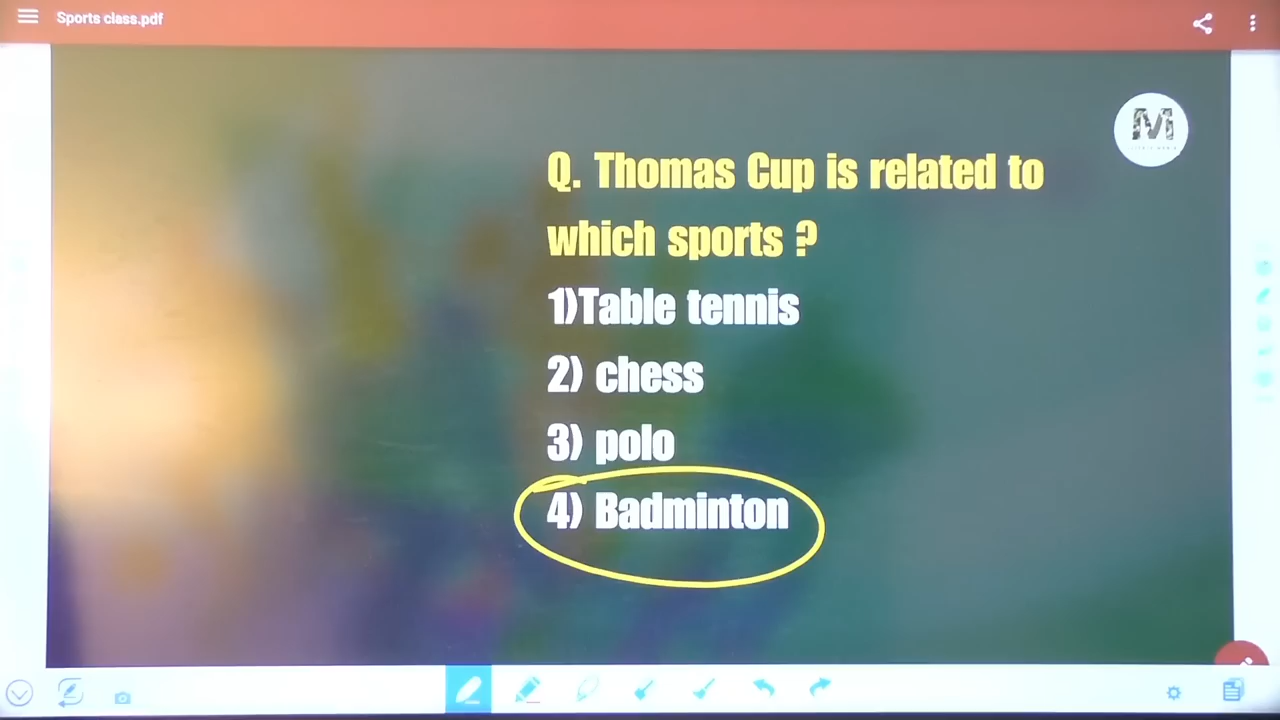 Sports class.pdf
M
Q. Thomas Cup is related to
which sports ?
1)Table tennis
2) chess
3) polo
4) Badminton